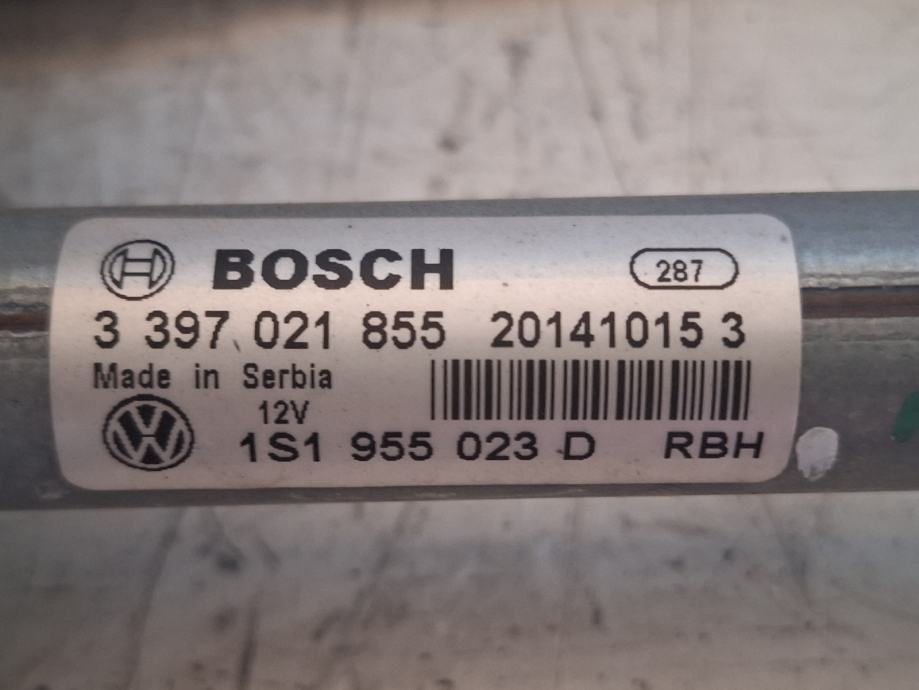 BOSCH 287
3 397 021 855 20141015 3
Made in Serbia
12V
1S1 955 023 D RBH